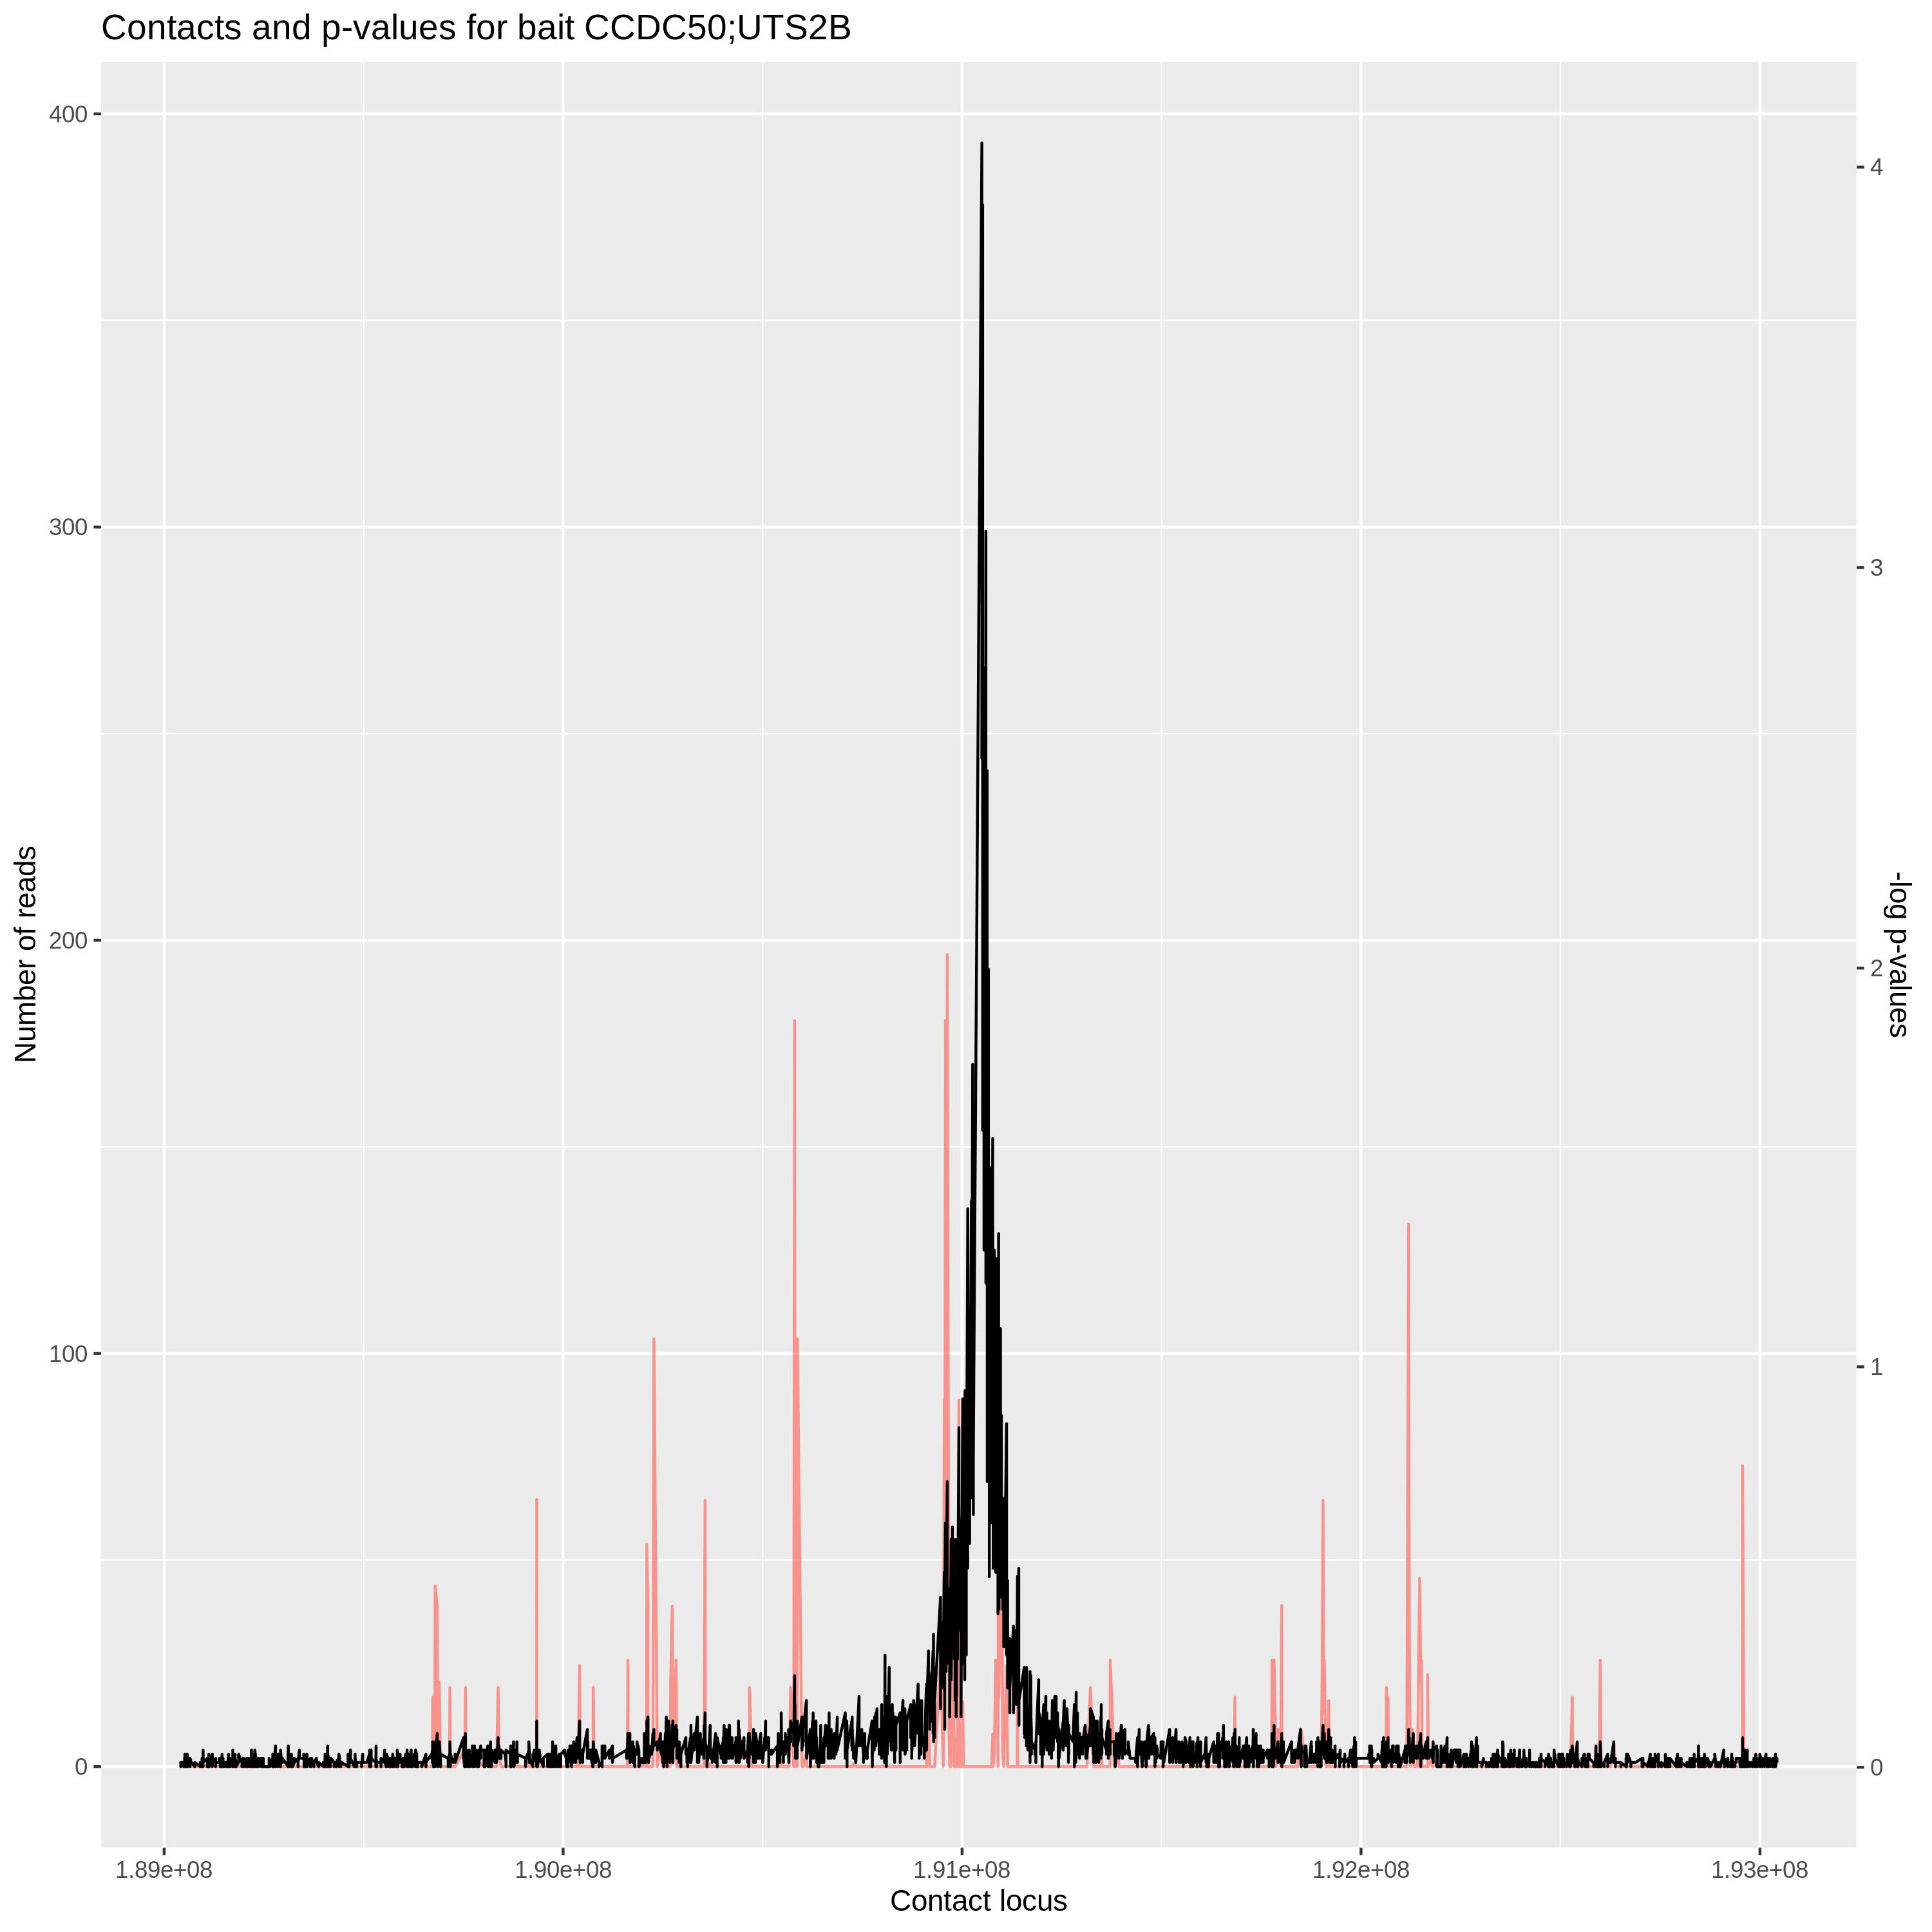 Contacts and p-values for bait CCDC50;UTS2B
400
300
200
100
0
Number of reads
4
3
2
1
0
-log p-values
1.89e+08 1.90e+08 1.91e+08 1.92e+08 1.93e+08
Contact locus